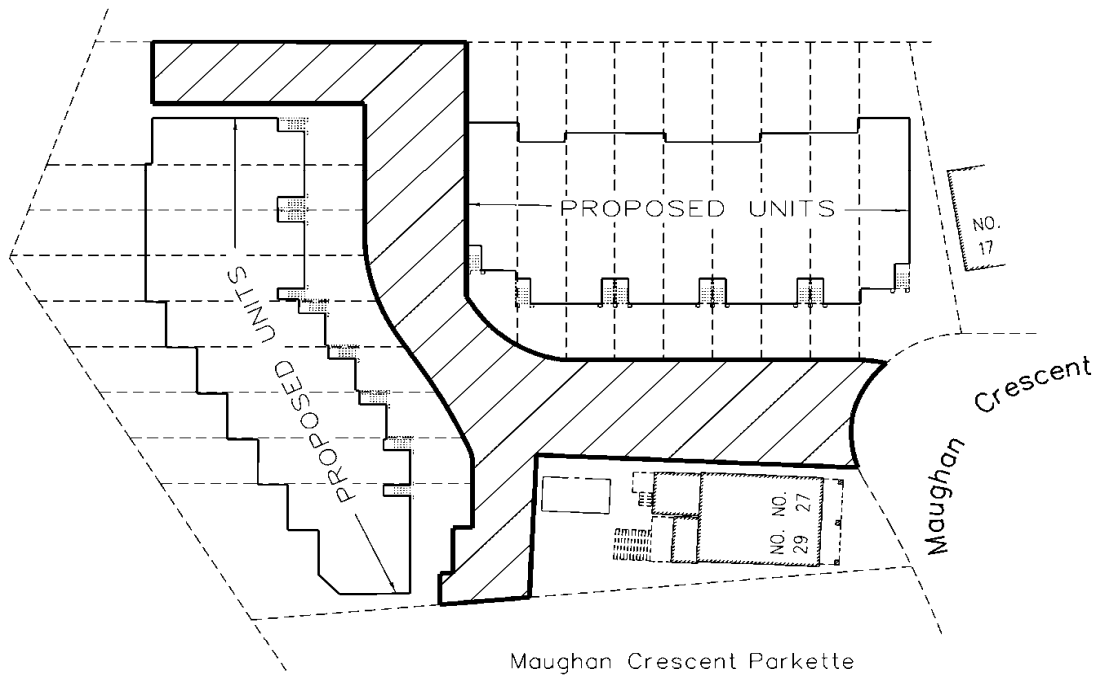 PROPOSED UNITS
NO.
17
PROPOSED UNITS
Maughan Crescent
NO. NO.
29 27
Maughan Crescent Parkette